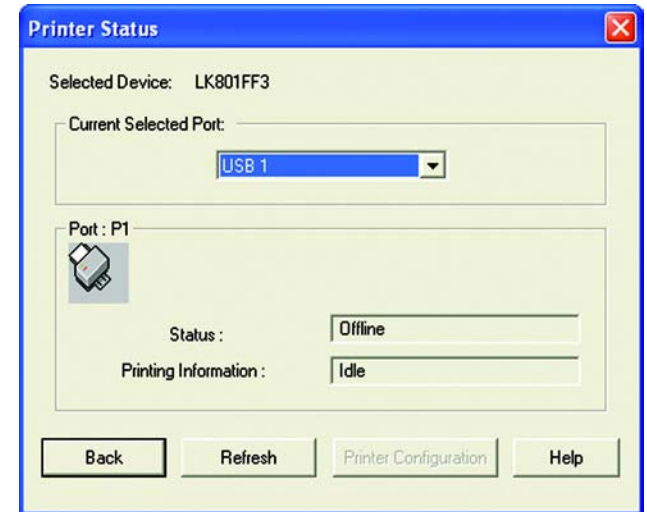 Printer Status
Selected Device: LK801FF3
Current Selected Port:
USB 1
Port : P1
Status : Offline
Printing Information : Idle
Back Refresh Printer Configuration Help